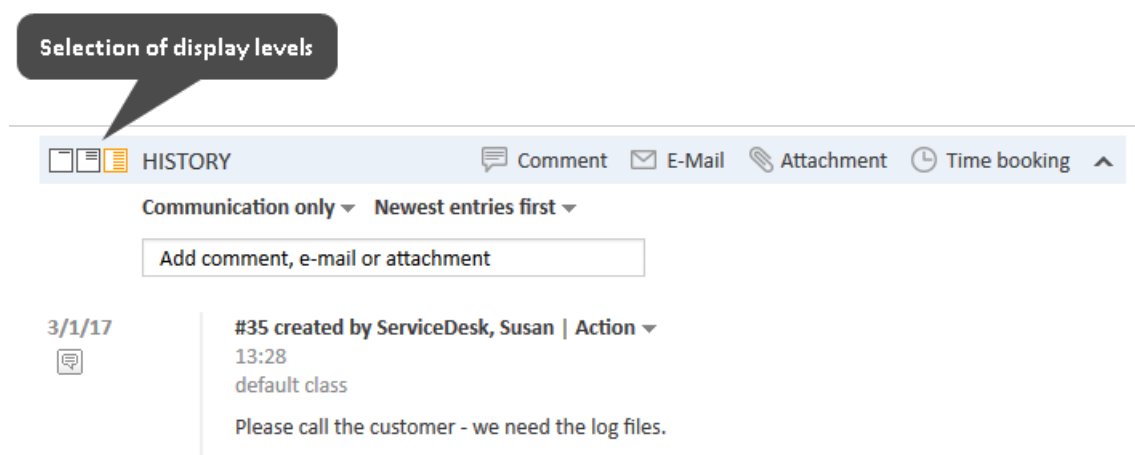 Selection of display levels
HISTORY Comment E-Mail Attachment Time booking
Communication only Newest entries first
Add comment, e-mail or attachment
3/1/17 #35 created by ServiceDesk, Susan | Action
13:28
default class
Please call the customer - we need the log files.